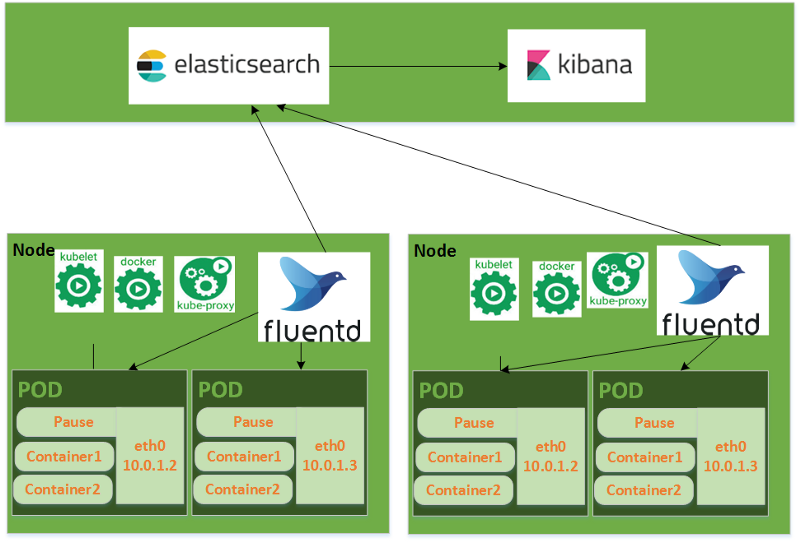 elasticsearch
kibana
Node
kubelet
docker
kube-proxy
fluentd
POD
Pause
Container1
Container2
eth0
10.0.1.2
POD
Pause
Container1
Container2
eth0
10.0.1.3
Node
kubelet
docker
kube-proxy
fluentd
POD
Pause
Container1
Container2
eth0
10.0.1.2
POD
Pause
Container1
Container2
eth0
10.0.1.3